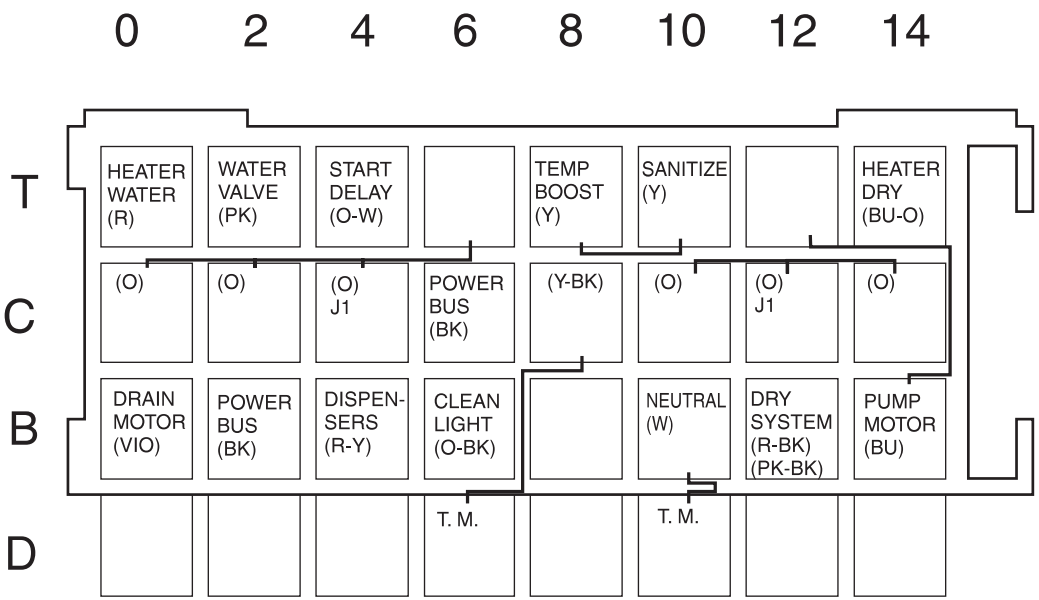 0 2 4 6 8 10 12 14
T
HEATER
WATER
(R)
WATER
VALVE
(PK)
START
DELAY
(O-W)
TEMP
BOOST
(Y)
SANITIZE
(Y)
HEATER
DRY
(BU-O)
C
(O)
(O)
(O)
J1
POWER
BUS
(BK)
(Y-BK)
(O)
(O)
J1
(O)
B
DRAIN
MOTOR
(VIO)
POWER
BUS
(BK)
DISPEN-
SERS
(R-Y)
CLEAN
LIGHT
(O-BK)
NEUTRAL
(W)
DRY
SYSTEM
(R-BK)
(PK-BK)
PUMP
MOTOR
(BU)
D
T. M.
T. M.